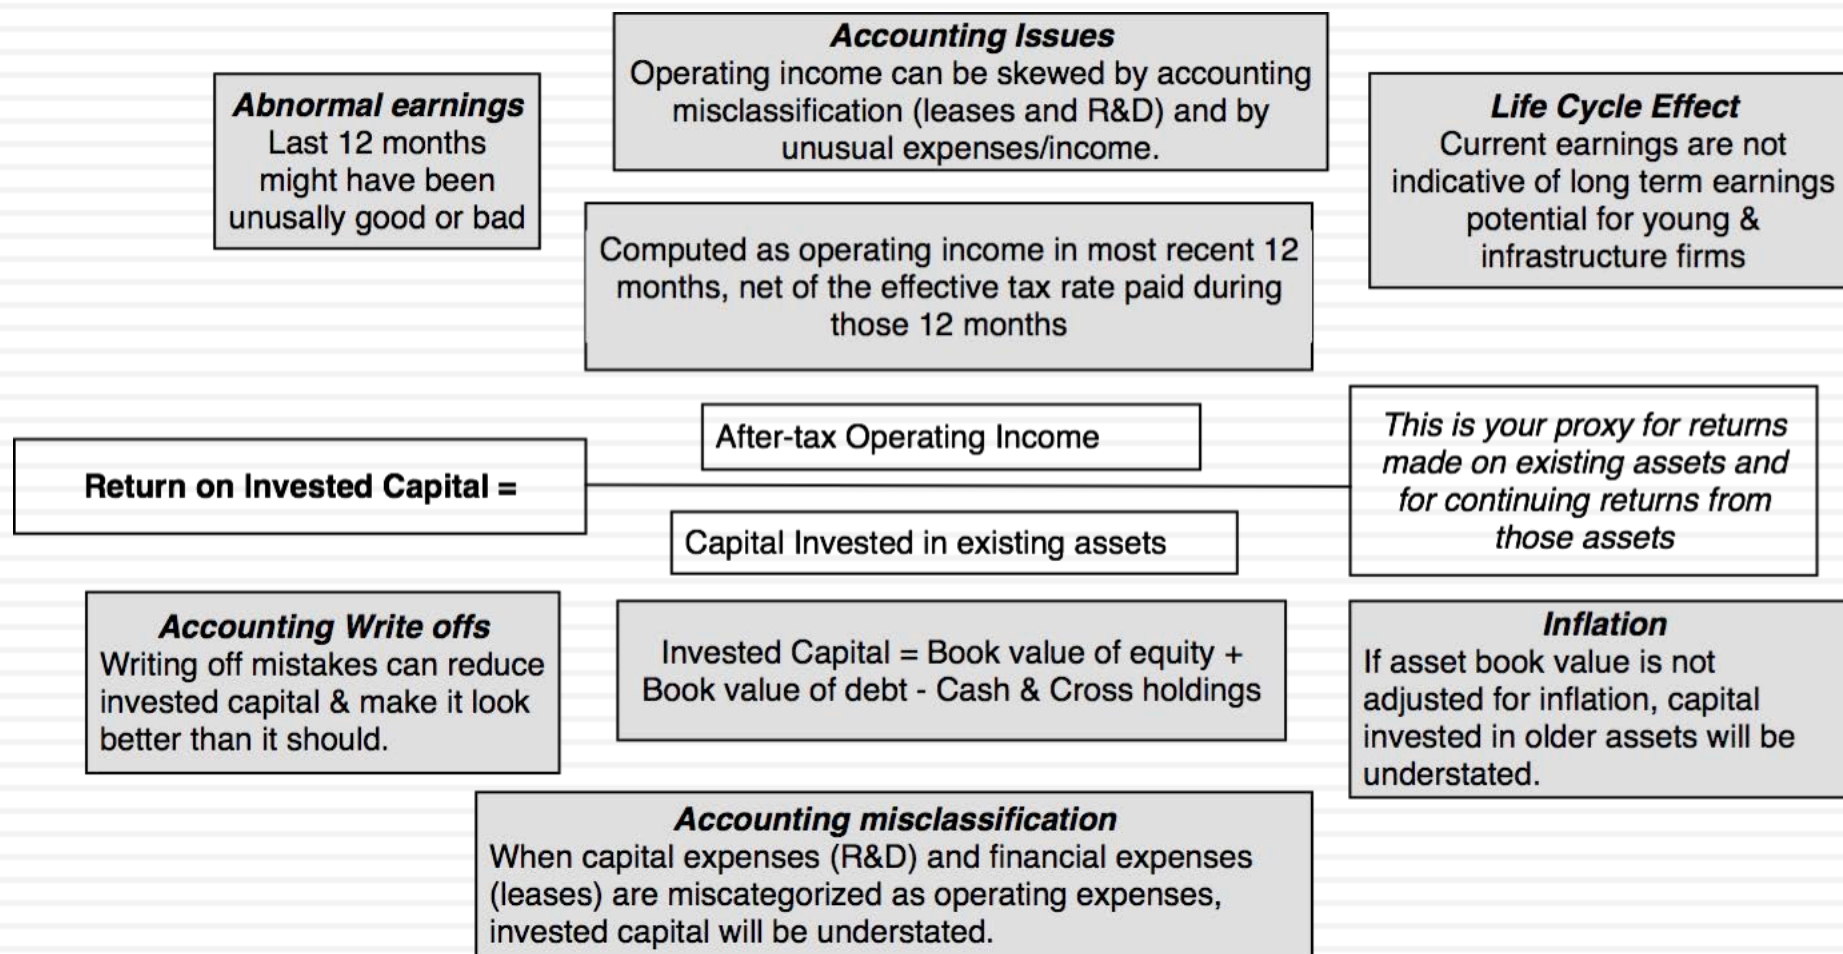 Accounting Issues
Operating income can be skewed by accounting
misclassification (leases and R&D) and by
unusual expenses/income.
Abnormal earnings
Last 12 months
might have been
unusally good or bad
Life Cycle Effect
Current earnings are not
indicative of long term earnings
potential for young &
infrastructure firms
Computed as operating income in most recent 12
months, net of the effective tax rate paid during
those 12 months
Return on Invested Capital =
After-tax Operating Income
Capital Invested in existing assets
This is your proxy for returns
made on existing assets and
for continuing returns from
those assets
Accounting Write offs
Writing off mistakes can reduce
invested capital & make it look
better than it should.
Invested Capital = Book value of equity +
Book value of debt - Cash & Cross holdings
Inflation
If asset book value is not
adjusted for inflation, capital
invested in older assets will be
understated.
Accounting misclassification
When capital expenses (R&D) and financial expenses
(leases) are miscategorized as operating expenses,
invested capital will be understated.